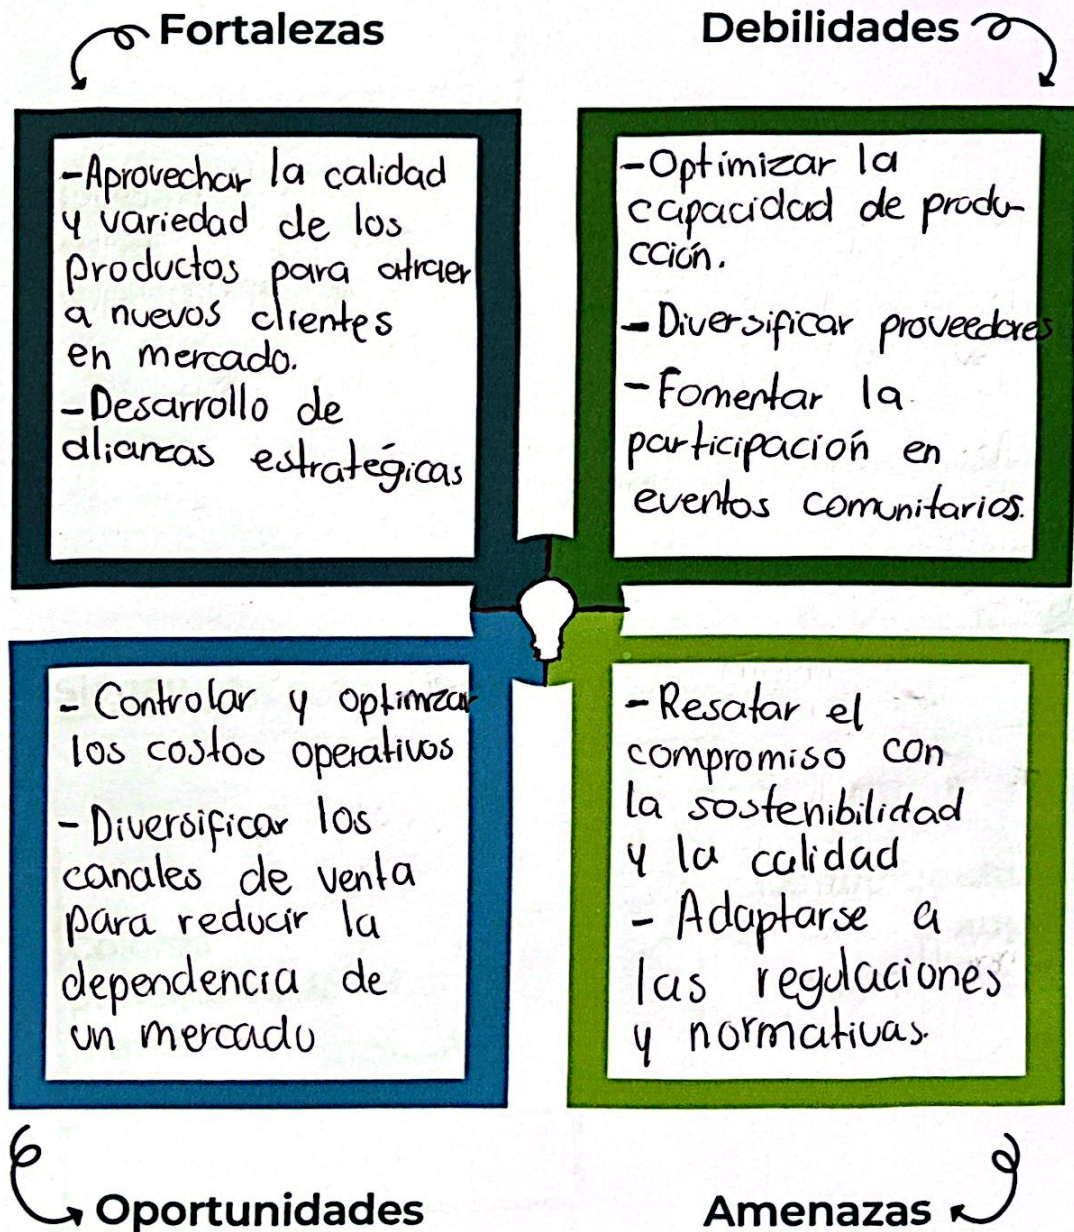 Fortalezas
-Aprovechar la calidad
y variedad de los
productos para atraer
a nuevos clientes
en mercado.
-Desarrollo de
alianzas estratégicas
Debilidades
-Optimizar la
capacidad de produ-
cción.
-Diversificar proveedores
-Fomentar la
participación en
eventos comunitarios.
- Controlar y optimizar
los costos operativos
- Diversificar los
canales de venta
para reducir la
dependencia de
un mercado
Oportunidades
-Resatar el
compromiso con
la sostenibilidad
y la calidad
- Adaptarse a
las regulaciones
y normativas.
Amenazas